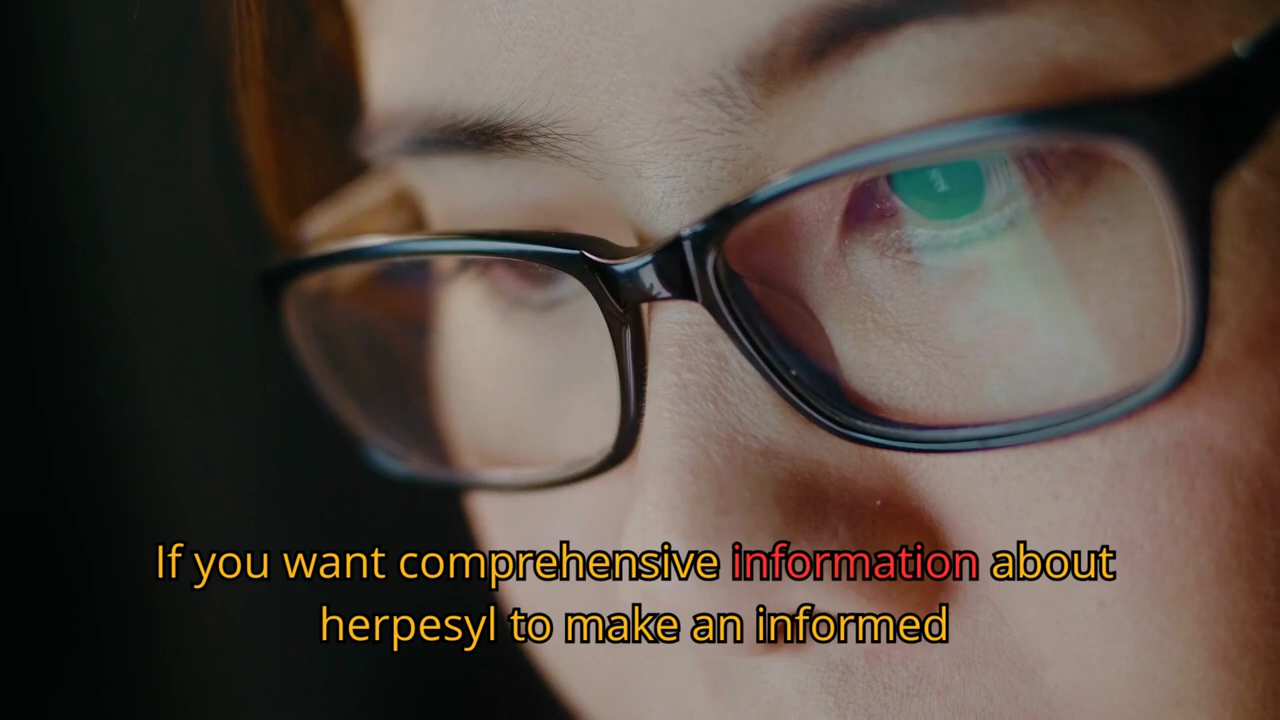 If you want comprehensive information about
herpesyl to make an informed